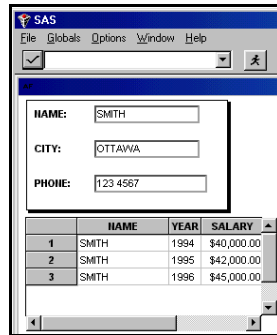 SAS
File Globals Options Window Help
NAME: SMITH
CITY: OTTAWA
PHONE: 123 4567
NAME YEAR SALARY
1 SMITH 1994 $40,000.00
2 SMITH 1995 $42,000.00
3 SMITH 1996 $45,000.00